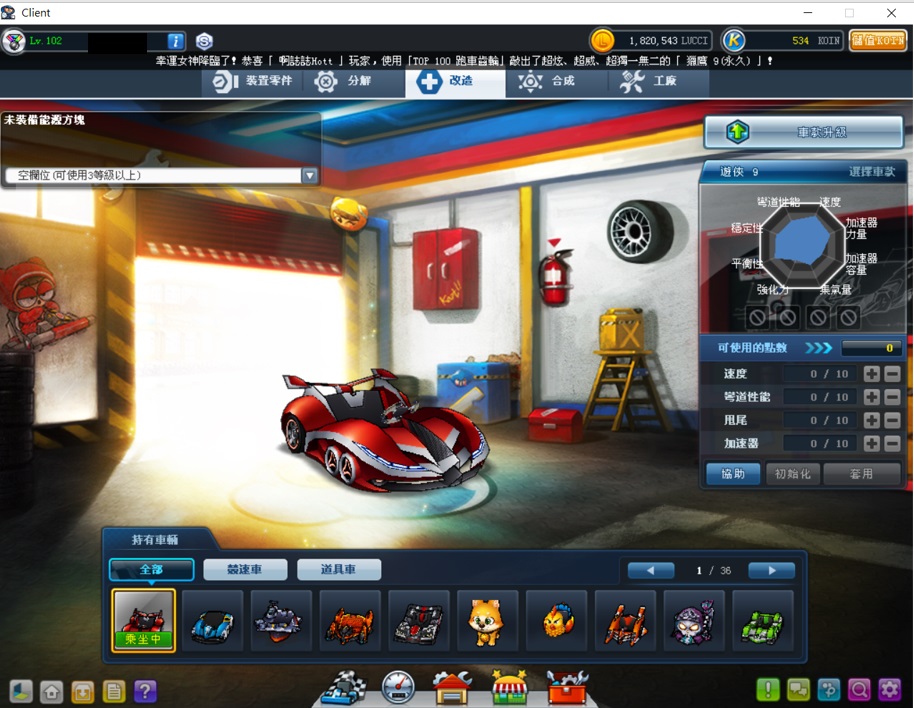 Client
Lv. 102
1,820,543 LUCCI
534 KOIN
儲值KOIN
幸運女神降臨了! 恭喜「 啊誌誌Kott 」玩家, 使用「TOP 100 跑車齒輪」敲出了超炫、超威、超獨一無二的「 獵鷹 9(永久) 」!
裝置零件
分解
改造
合成
工廠
未裝備能源方塊
空欄位(可使用3等級以上)
車款升級
遊俠 9
選擇車款
彎道性能
速度
穩定性
加速器力量
平衡性
加速器容量
強化力
集氣量
可使用的點數
0
速度 0 / 10
彎道性能 0 / 10
甩尾 0 / 10
加速器 0 / 10
協助
初始化
套用
Kart!!
持有車輛
全部
競速車
道具車
1 / 36
乘坐中